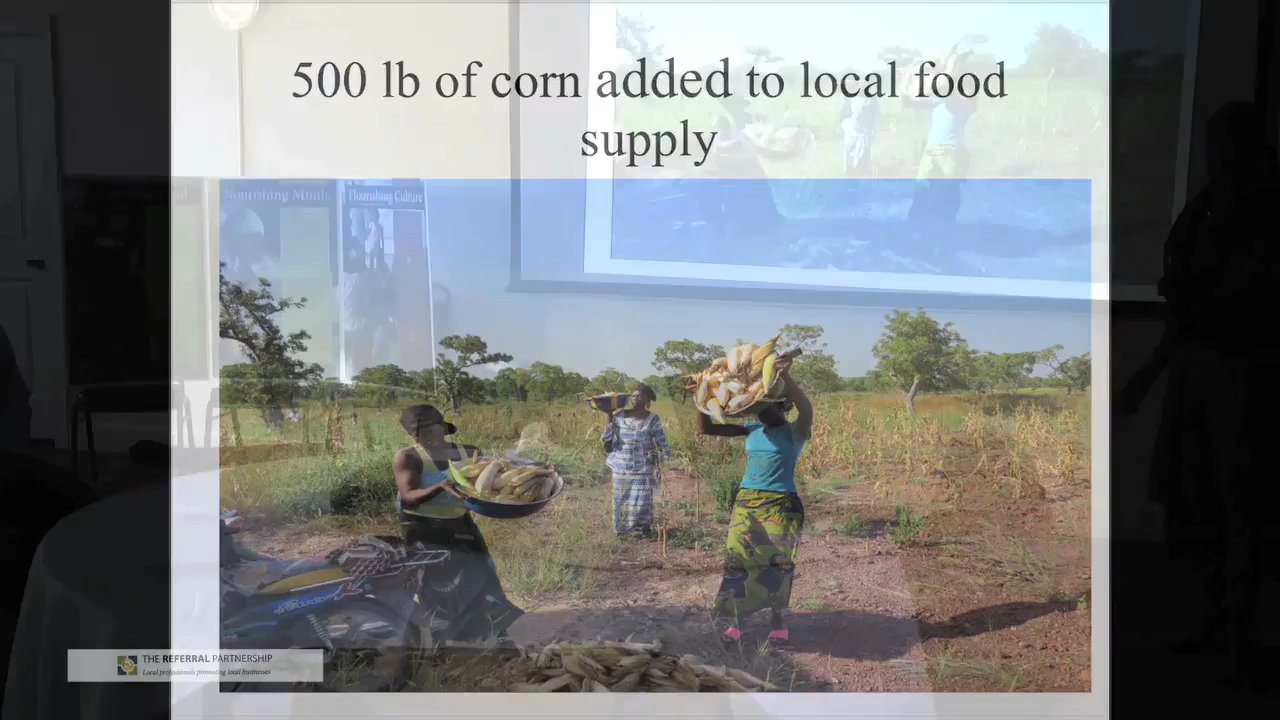 500 lb of corn added to local food
supply
Nourishing Minds
Flourishing Culture
THE REFERRAL PARTNERSHIP
Local professionals promoting local businesses